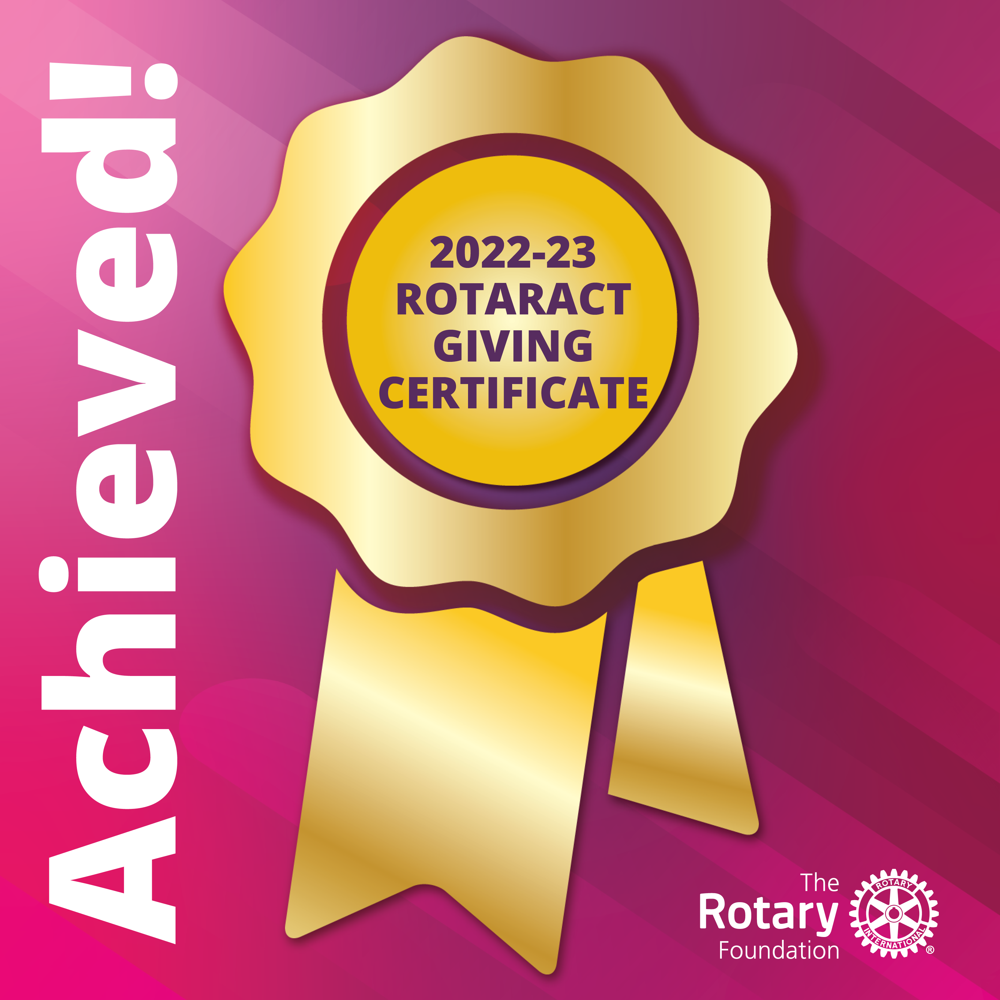 Achieved!
2022-23
ROTARACT
GIVING
CERTIFICATE
The
Rotary
Foundation
ROTARY
INTERNATIONAL
®